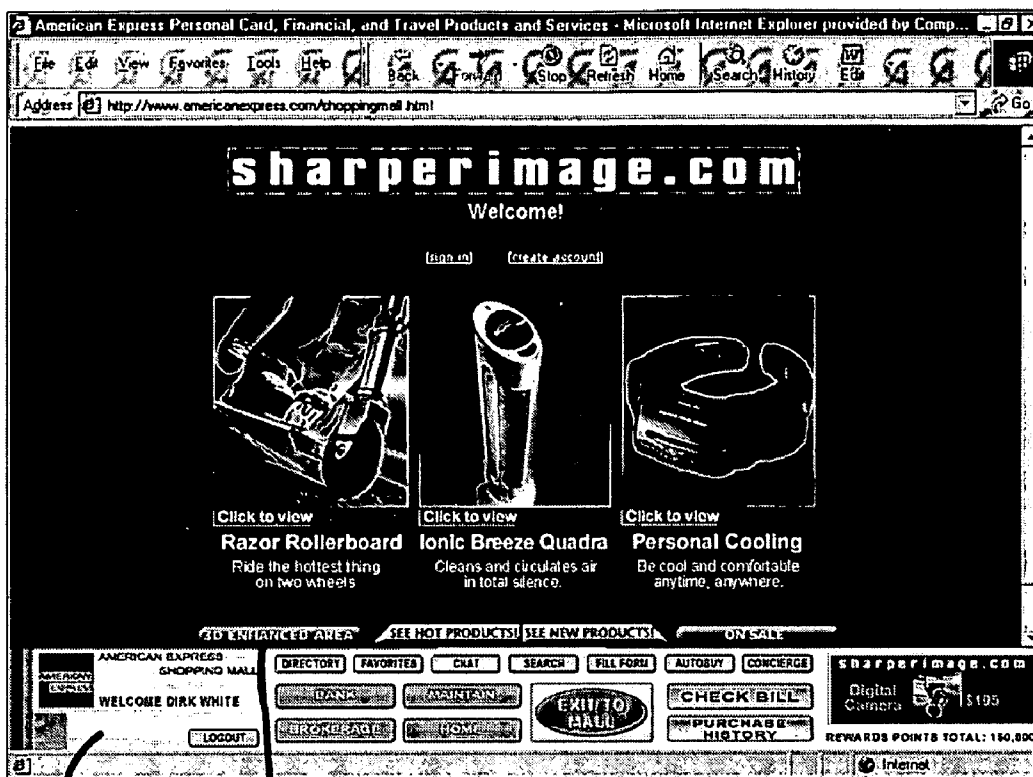 American Express Personal Card, Financial, and Travel Products and Services - Microsoft Internet Explorer provided by Comp...
File Edit View Favorites Tools Help Back Forward Stop Refresh Home Search History Edit
Address http://www.americanexpress.com/shoppingmall.html Go
sharperimage.com
Welcome!
[sign in] [create account]
Click to view Click to view Click to view
Razor Rollerboard Ionic Breeze Quadra Personal Cooling
Ride the hottest thing on two wheels
Cleans and circulates air in total silence.
Be cool and comfortable anytime, anywhere.
3D ENHANCED AREA SEE HOT PRODUCTS! SEE NEW PRODUCTS! ON SALE
AMERICAN EXPRESS
SHOPPING MALL
AMERICAN EXPRESS
WELCOME DIRK WHITE
LOGOUT
DIRECTORY FAVORITES CHAT SEARCH FILL FORM AUTOBUY CONCIERGE
BANK MAINTAIN EXIT TO MALL CHECK BILL
BROKERAGE HOME PURCHASE HISTORY
sharperimage.com
Digital Camera $195
REWARDS POINTS TOTAL: 150,000
Internet